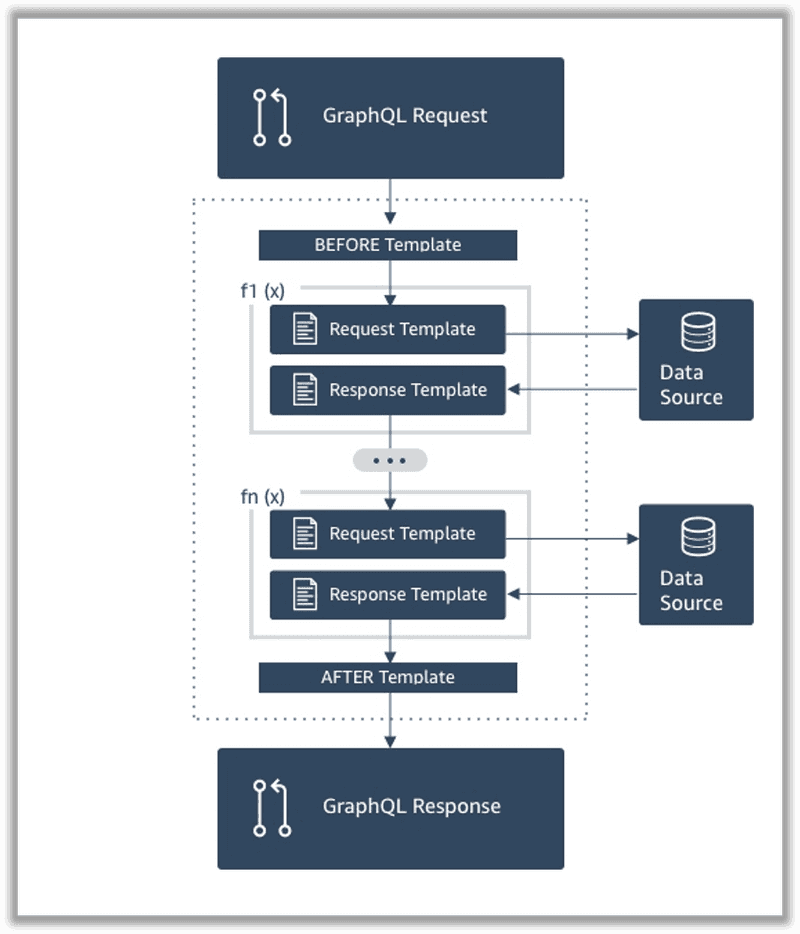 GraphQL Request
BEFORE Template
f1 (x)
Request Template
Data
Source
Response Template
fn (x)
Request Template
Data
Source
Response Template
AFTER Template
GraphQL Response